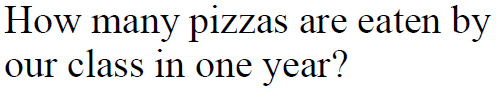 How many pizzas are eaten by
our class in one year?